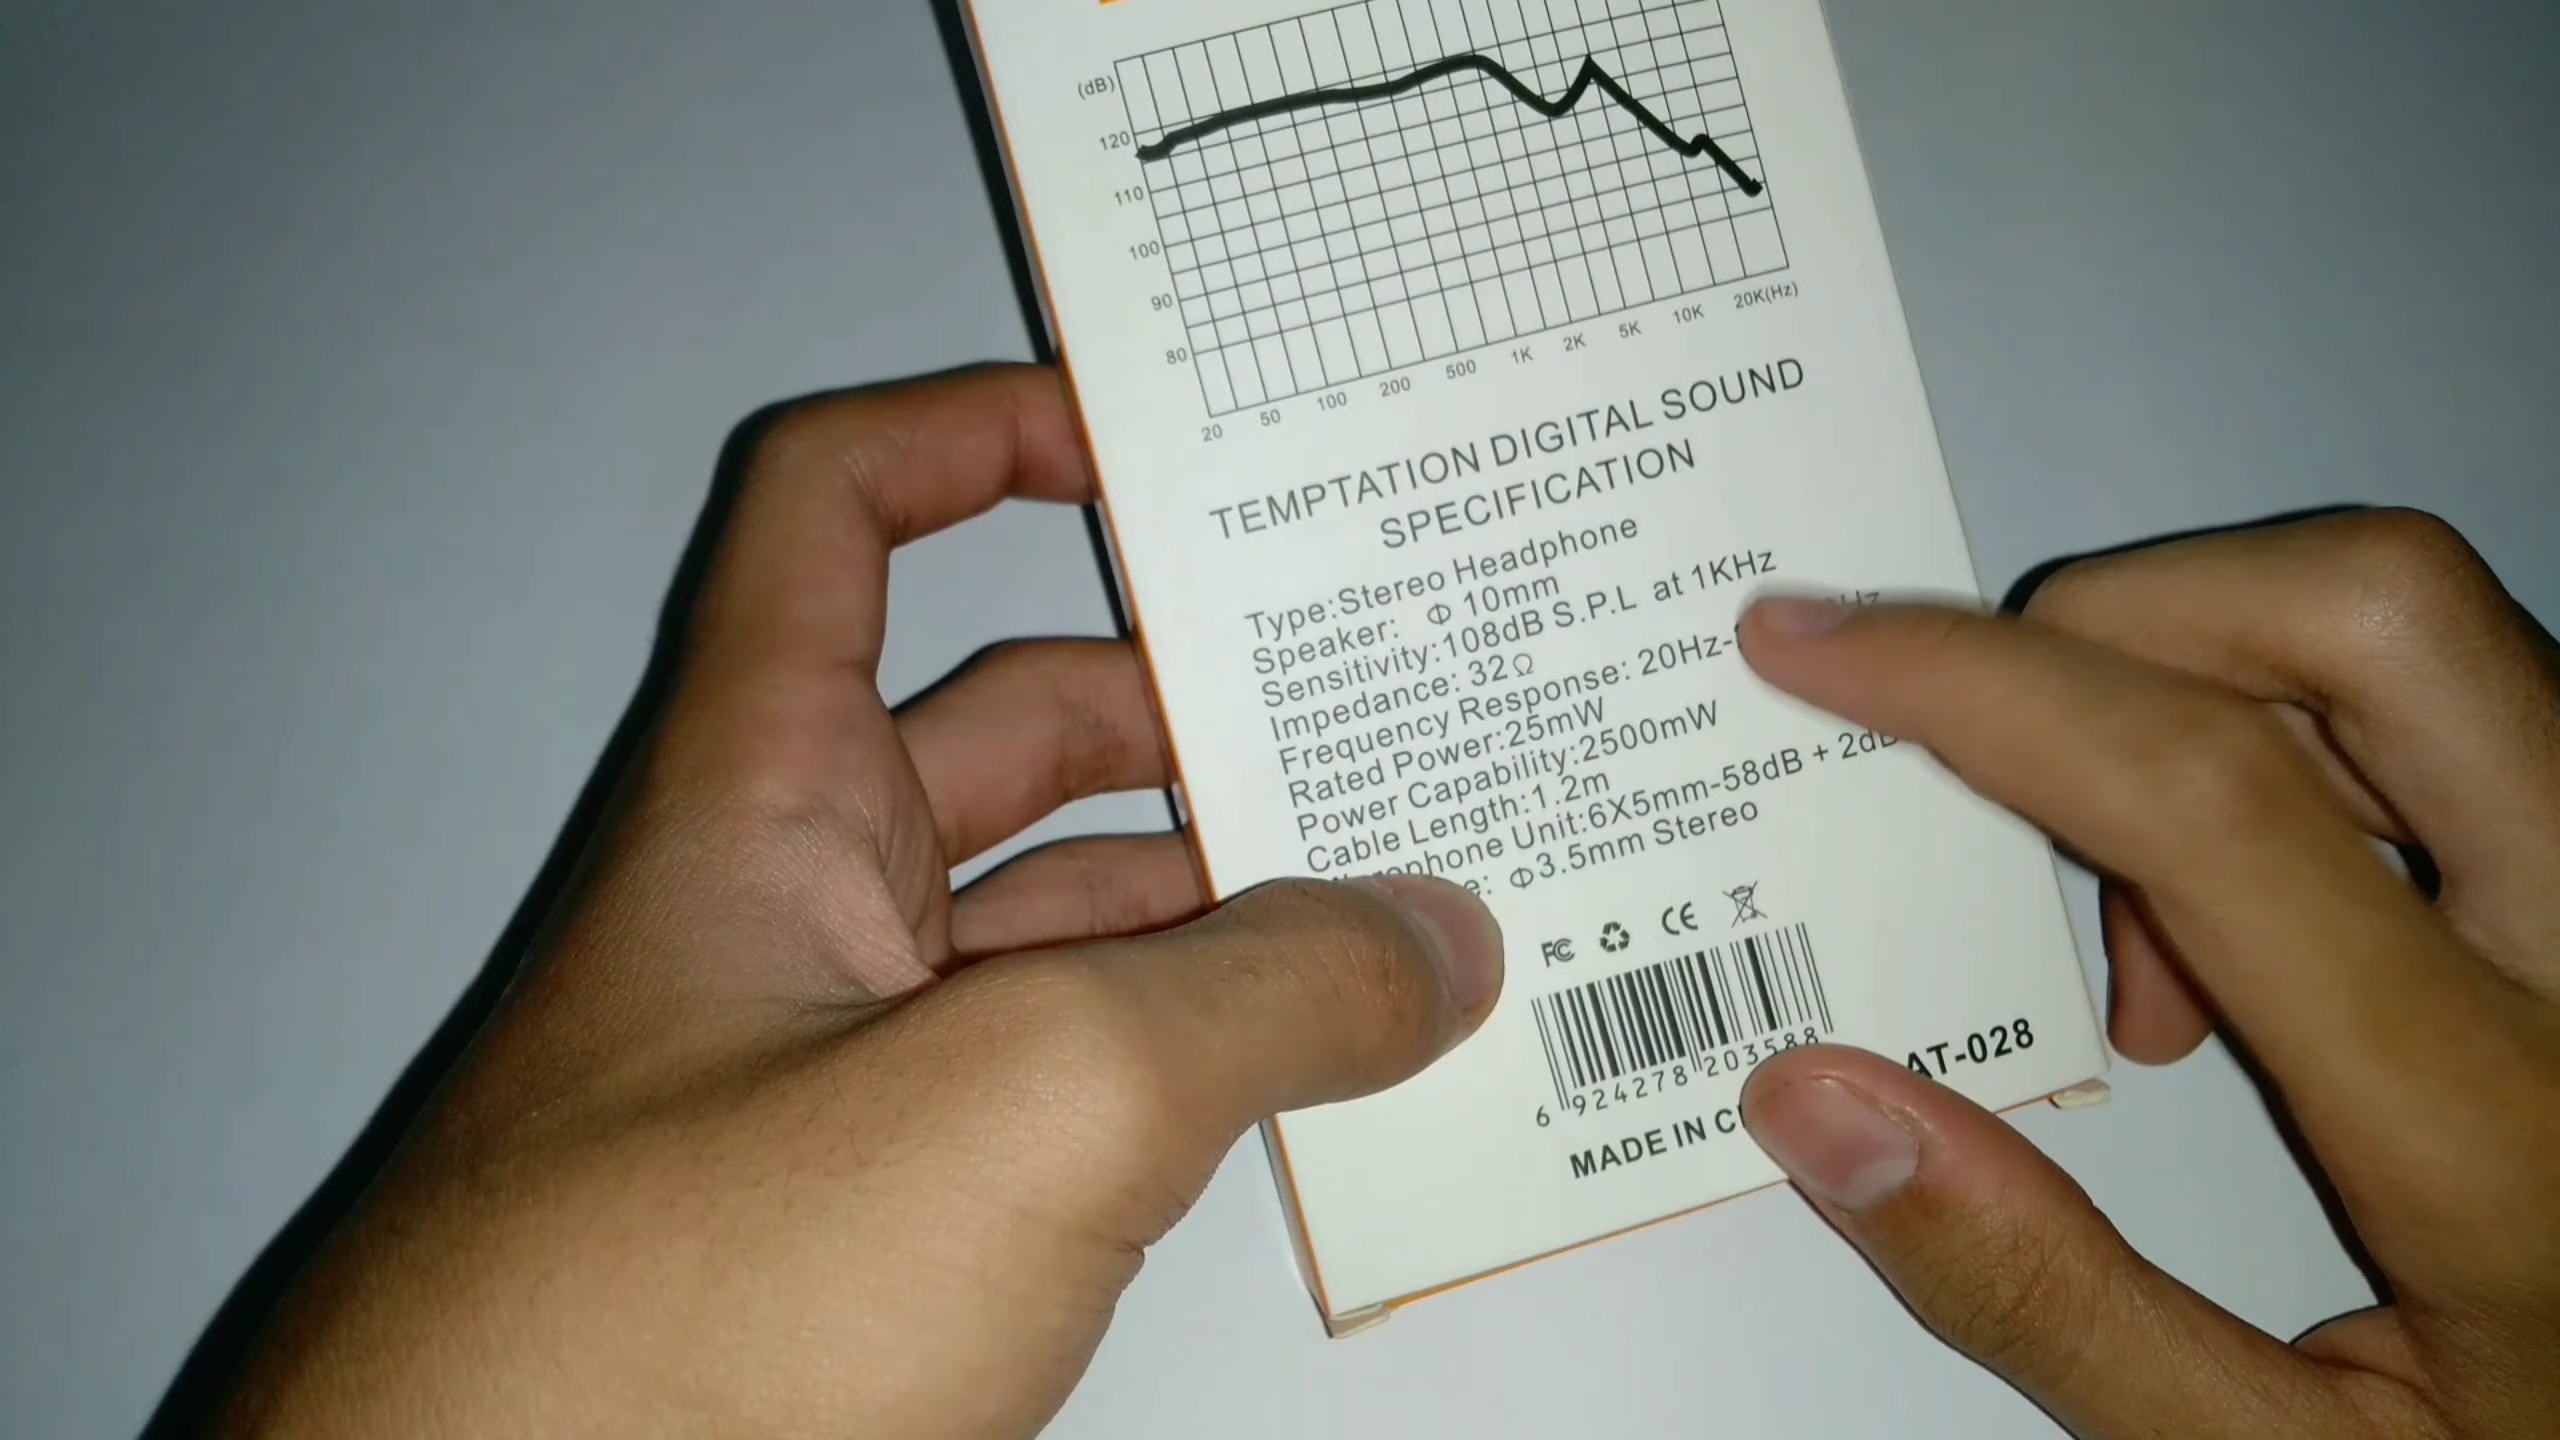 (dB)
120
110
100
90
80
20 50 100 200 500 1K 2K 5K 10K 20K(Hz)
TEMPTATION DIGITAL SOUND
SPECIFICATION
Type:Stereo Headphone
Speaker: Φ 10mm
Sensitivity:108dB S.P.L at 1KHz
Impedance: 32Ω
Frequency Response: 20Hz-
Rated Power:25mW
Power Capability:2500mW
Cable Length:1.2m
Unit:6X5mm-58dB + 2dB
Φ3.5mm Stereo
FC CE
6 924278 203588
AT-028
MADE IN